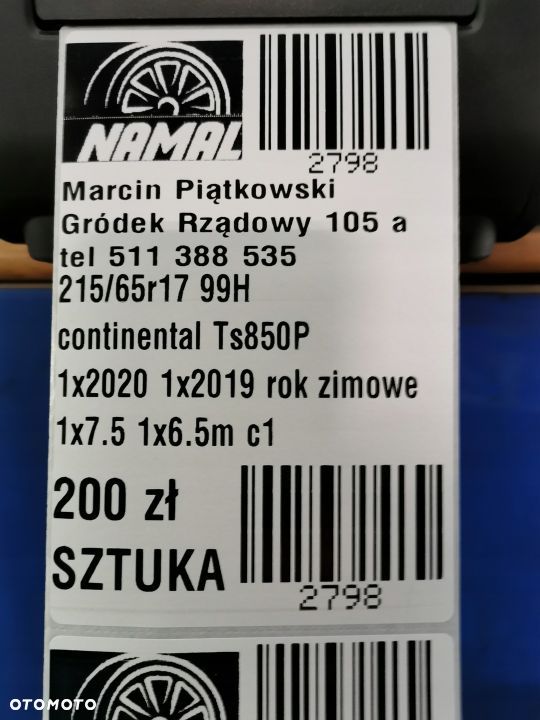 NAMAL
2798
Marcin Piątkowski
Gródek Rządowy 105 a
tel 511 388 535
215/65r17 99H
continental Ts850P
1x2020 1x2019 rok zimowe
1x7.5 1x6.5m c1
200 zł
SZTUKA
2798
OTOMOTO